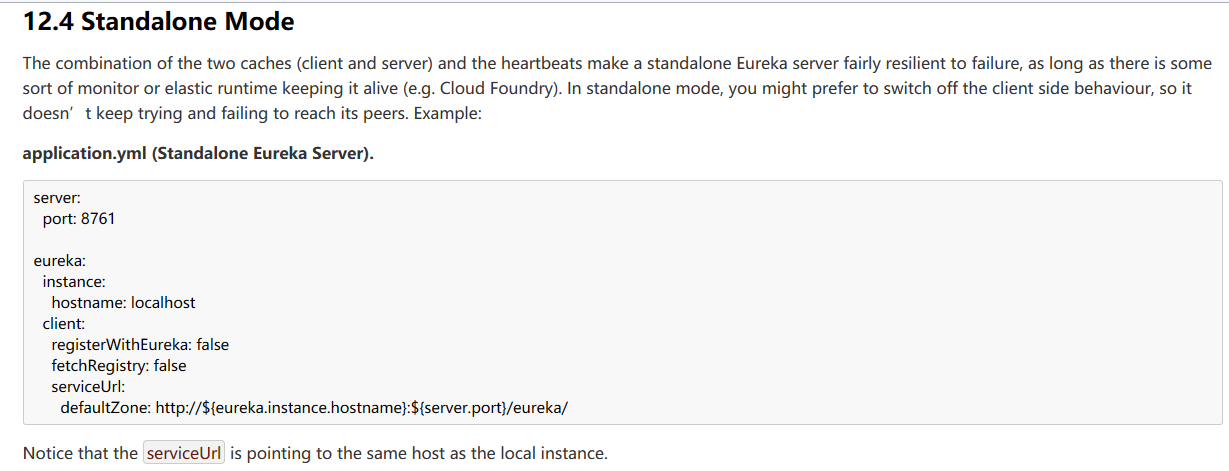 12.4 Standalone Mode
The combination of the two caches (client and server) and the heartbeats make a standalone Eureka server fairly resilient to failure, as long as there is some
sort of monitor or elastic runtime keeping it alive (e.g. Cloud Foundry). In standalone mode, you might prefer to switch off the client side behaviour, so it
doesn’t keep trying and failing to reach its peers. Example:
application.yml (Standalone Eureka Server).
server:
  port: 8761

eureka:
  instance:
    hostname: localhost
  client:
    registerWithEureka: false
    fetchRegistry: false
    serviceUrl:
      defaultZone: http://${eureka.instance.hostname}:${server.port}/eureka/
Notice that the serviceUrl is pointing to the same host as the local instance.